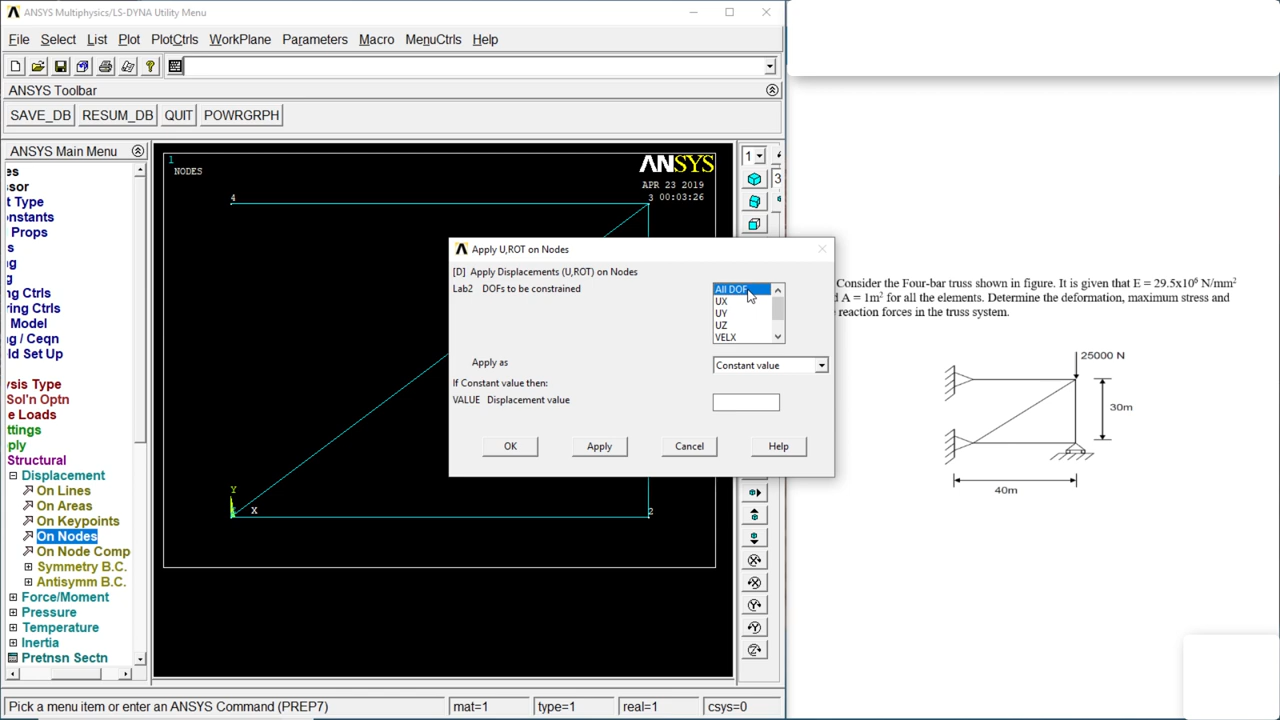 ANSYS Multiphysics/LS-DYNA Utility Menu
File Select List Plot PlotCtrls WorkPlane Parameters Macro MenuCtrls Help
ANSYS Toolbar
SAVE_DB RESUM_DB QUIT POWRGRPH
ANSYS Main Menu
es
sor
t Type
onstants
Props
s
g
g
ng Ctrls
ring Ctrl
Model
ng / Ceqn
ld Set Up
ysis Type
Sol'n Optn
e Loads
ttings
ply
Structural
Displacement
On Lines
On Areas
On Keypoints
On Nodes
On Node Comp
Symmetry B.C.
Antisymm B.C.
Force/Moment
Pressure
Temperature
Inertia
Pretnsn Sectn
1
NODES
ANSYS
APR 23 2019
00:03:26
4
3
Y
X
2
1
3
Apply U,ROT on Nodes
[D] Apply Displacements (U,ROT) on Nodes
Lab2 DOFs to be constrained
All DOF
UX
UY
UZ
VELX
Apply as
Constant value
If Constant value then:
VALUE Displacement value
OK Apply Cancel Help
Pick a menu item or enter an ANSYS Command (PREP7)
mat=1 type=1 real=1 csys=0
Consider the Four-bar truss shown in figure. It is given that E = 29.5x10⁶ N/mm²
d A = 1m² for all the elements. Determine the deformation, maximum stress and
reaction forces in the truss system.
25000 N
30m
40m